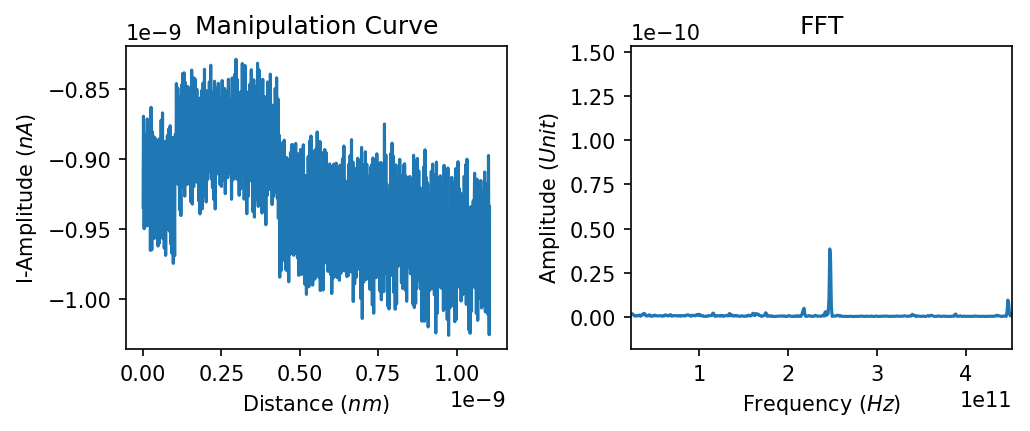 Manipulation Curve
1e−9
I-Amplitude (nA)
−0.85
−0.90
−0.95
−1.00
0.00 0.25 0.50 0.75 1.00
1e−9
Distance (nm)
FFT
1e−10
Amplitude (Unit)
1.50
1.25
1.00
0.75
0.50
0.25
0.00
1 2 3 4
1e11
Frequency (Hz)